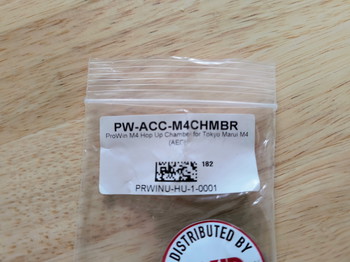 PW-ACC-M4CHMBR
ProWin M4 Hop Up Chamber for Tokyo Marui M4
(AEG)
162
PRWINU-HU-1-0001
DISTRIBUTED BY